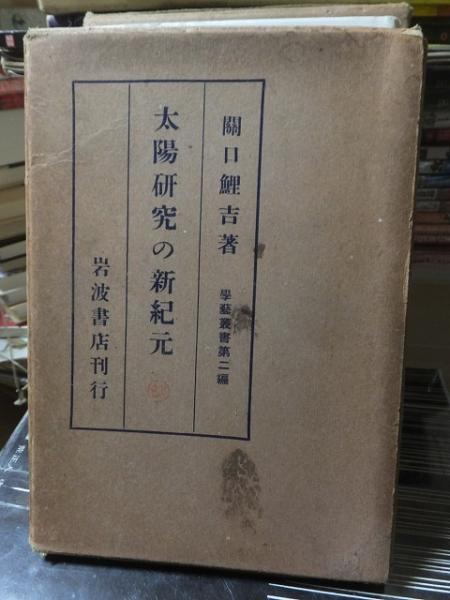 關口鯉吉著
學藝叢書第二編
太陽研究の新紀元
岩波書店刊行